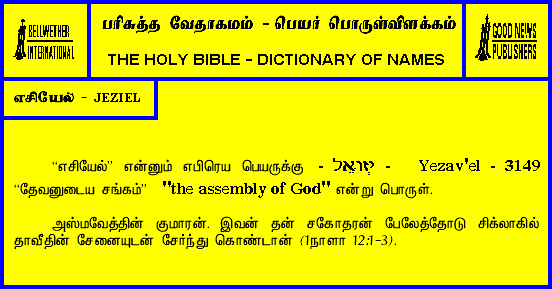 BELLWETHER
INTERNATIONAL
பரிசுத்த வேதாகமம் - பெயர் பொருள்விளக்கம்
THE HOLY BIBLE - DICTIONARY OF NAMES
GOOD NEWS
PUBLISHERS
எசியேல் - JEZIEL
“எசியேல்” என்னும் எபிரெய பெயருக்கு - יְזַוְאֵל - Yezav'el - 3149
“தேவனுடைய சங்கம்” "the assembly of God" என்று பொருள்.
அஸ்மவேத்தின் குமாரன். இவன் தன் சகோதரன் பேலேத்தோடு சிக்லாகில்
தாவீதின் சேனையுடன் சேர்ந்து கொண்டான் (1நாளா 12:1-3).